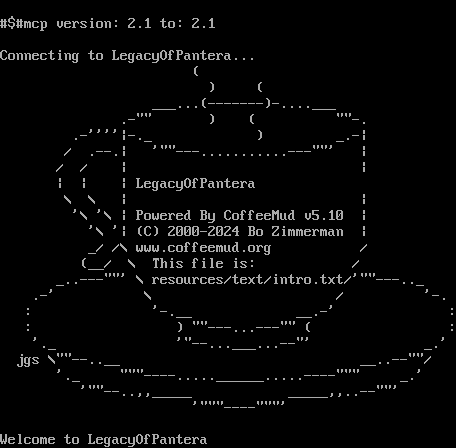 #$#mcp version: 2.1 to: 2.1
Connecting to LegacyOfPantera...
LegacyOfPantera
Powered By CoffeeMud v5.10
(C) 2000-2024 Bo Zimmerman
www.coffeemud.org
This file is:
resources/text/intro.txt
jgs
Welcome to LegacyOfPantera